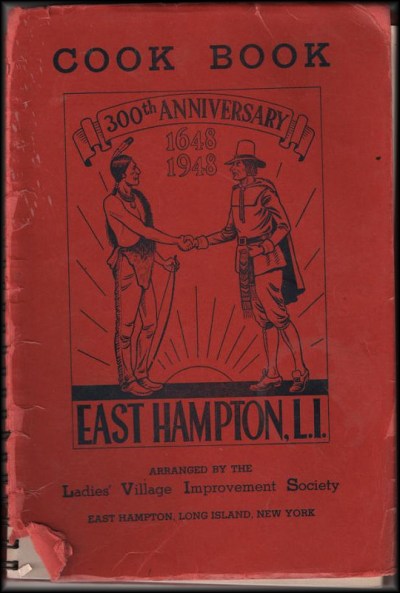 COOK BOOK
300th ANNIVERSARY
1648
1948
EAST HAMPTON, L.I.
ARRANGED BY THE
Ladies' Village Improvement Society
EAST HAMPTON, LONG ISLAND, NEW YORK